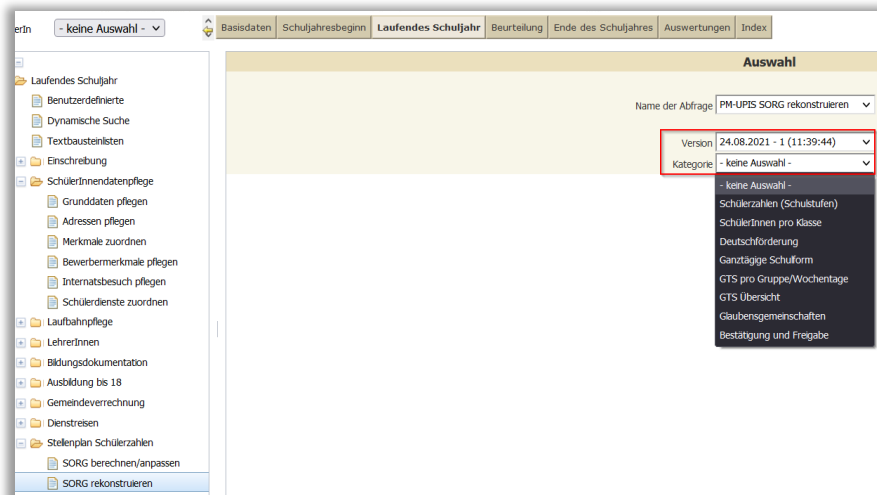 erIn - keine Auswahl -
Basisdaten Schuljahresbeginn Laufendes Schuljahr Beurteilung Ende des Schuljahres Auswertungen Index
Auswahl
Name der Abfrage PM-UPIS SORG rekonstruieren
Version 24.08.2021 - 1 (11:39:44)
Kategorie - keine Auswahl -
- keine Auswahl -
Schülerzahlen (Schulstufen)
SchülerInnen pro Klasse
Deutschförderung
Ganztägige Schulform
GTS pro Gruppe/Wochentage
GTS Übersicht
Glaubensgemeinschaften
Bestätigung und Freigabe
Laufendes Schuljahr
Benutzerdefinierte
Dynamische Suche
Textbausteinlisten
Einschreibung
SchülerInnendatenpflege
Grunddaten pflegen
Adressen pflegen
Merkmale zuordnen
Bewerbermerkmale pflegen
Internatsbesuch pflegen
Schülerdienste zuordnen
Laufbahnpflege
LehrerInnen
Bildungsdokumentation
Ausbildung bis 18
Gemeindeverrechnung
Dienstreisen
Stellenplan Schülerzahlen
SORG berechnen/anpassen
SORG rekonstruieren